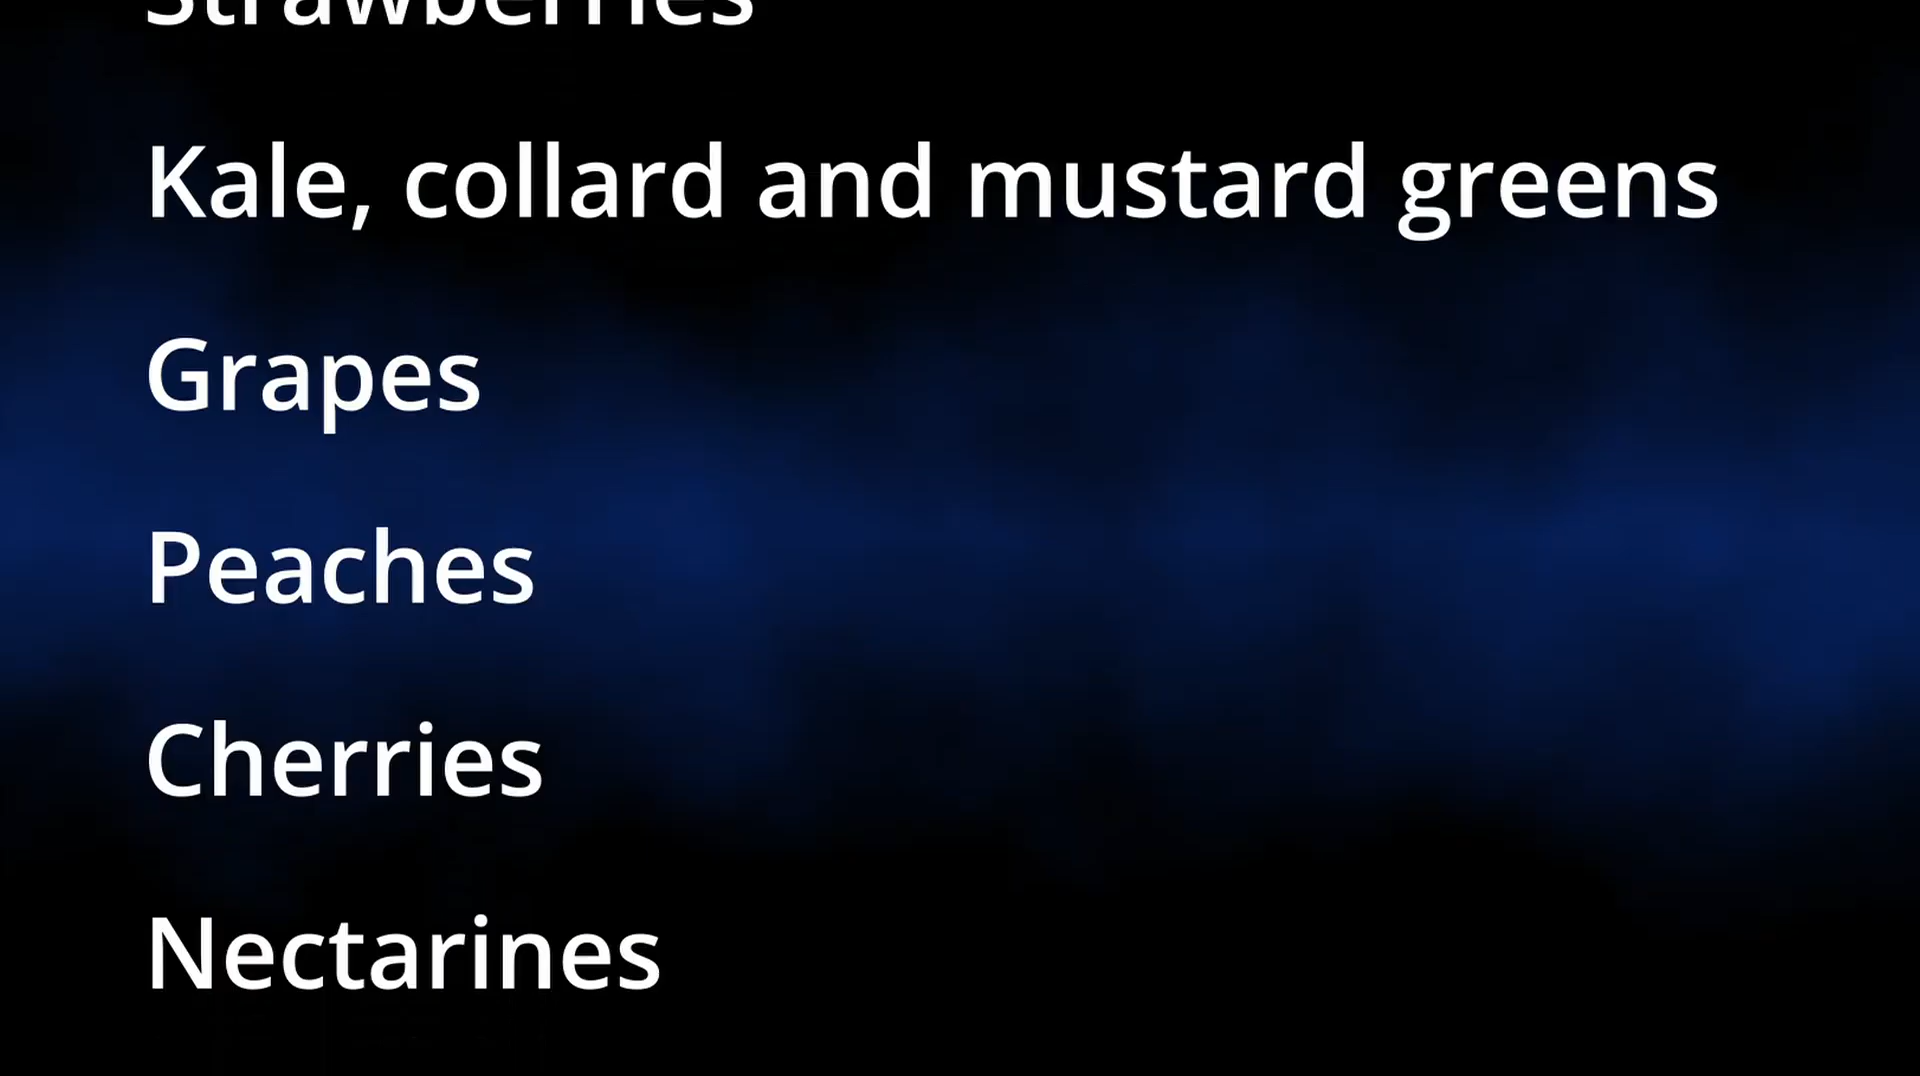 Strawberries
Kale, collard and mustard greens
Grapes
Peaches
Cherries
Nectarines